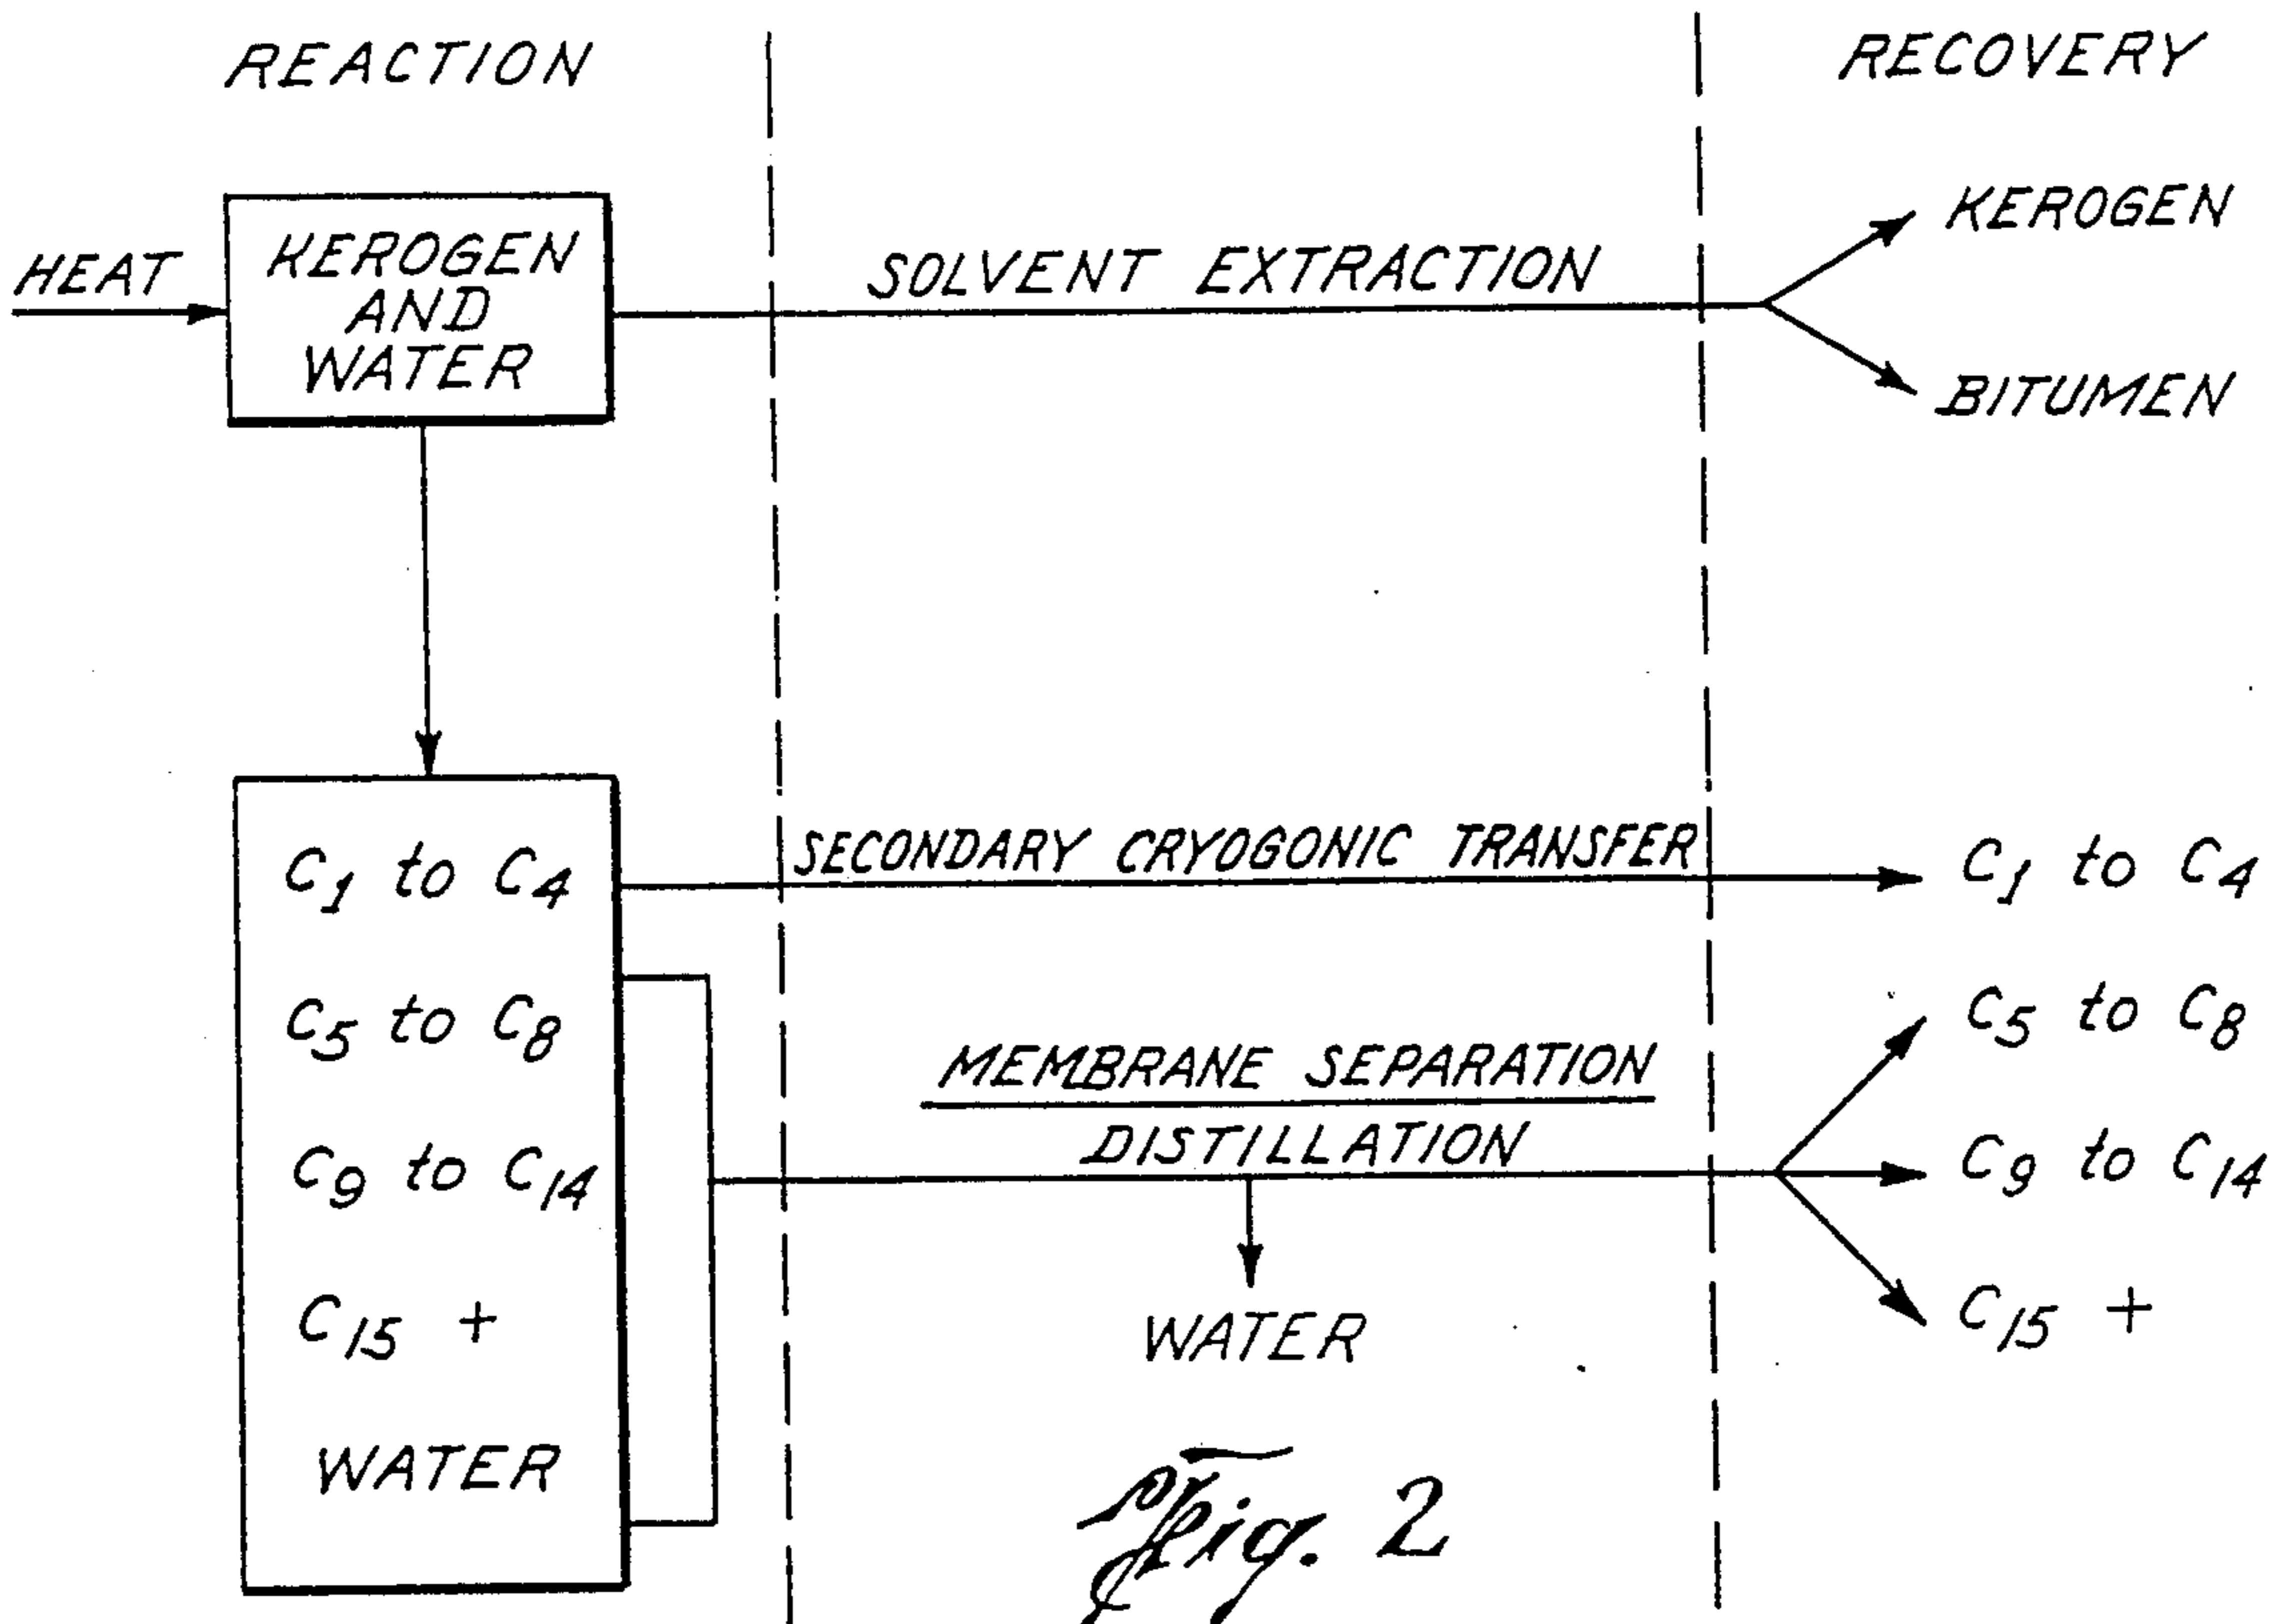 REACTION
RECOVERY
HEAT
KEROGEN
AND
WATER
SOLVENT EXTRACTION
KEROGEN
BITUMEN
C1 to C4
C5 to C8
C9 to C14
C15 +
WATER
SECONDARY CRYOGONIC TRANSFER
MEMBRANE SEPARATION
DISTILLATION
WATER
C1 to C4
C5 to C8
C9 to C14
C15 +
Fig. 2